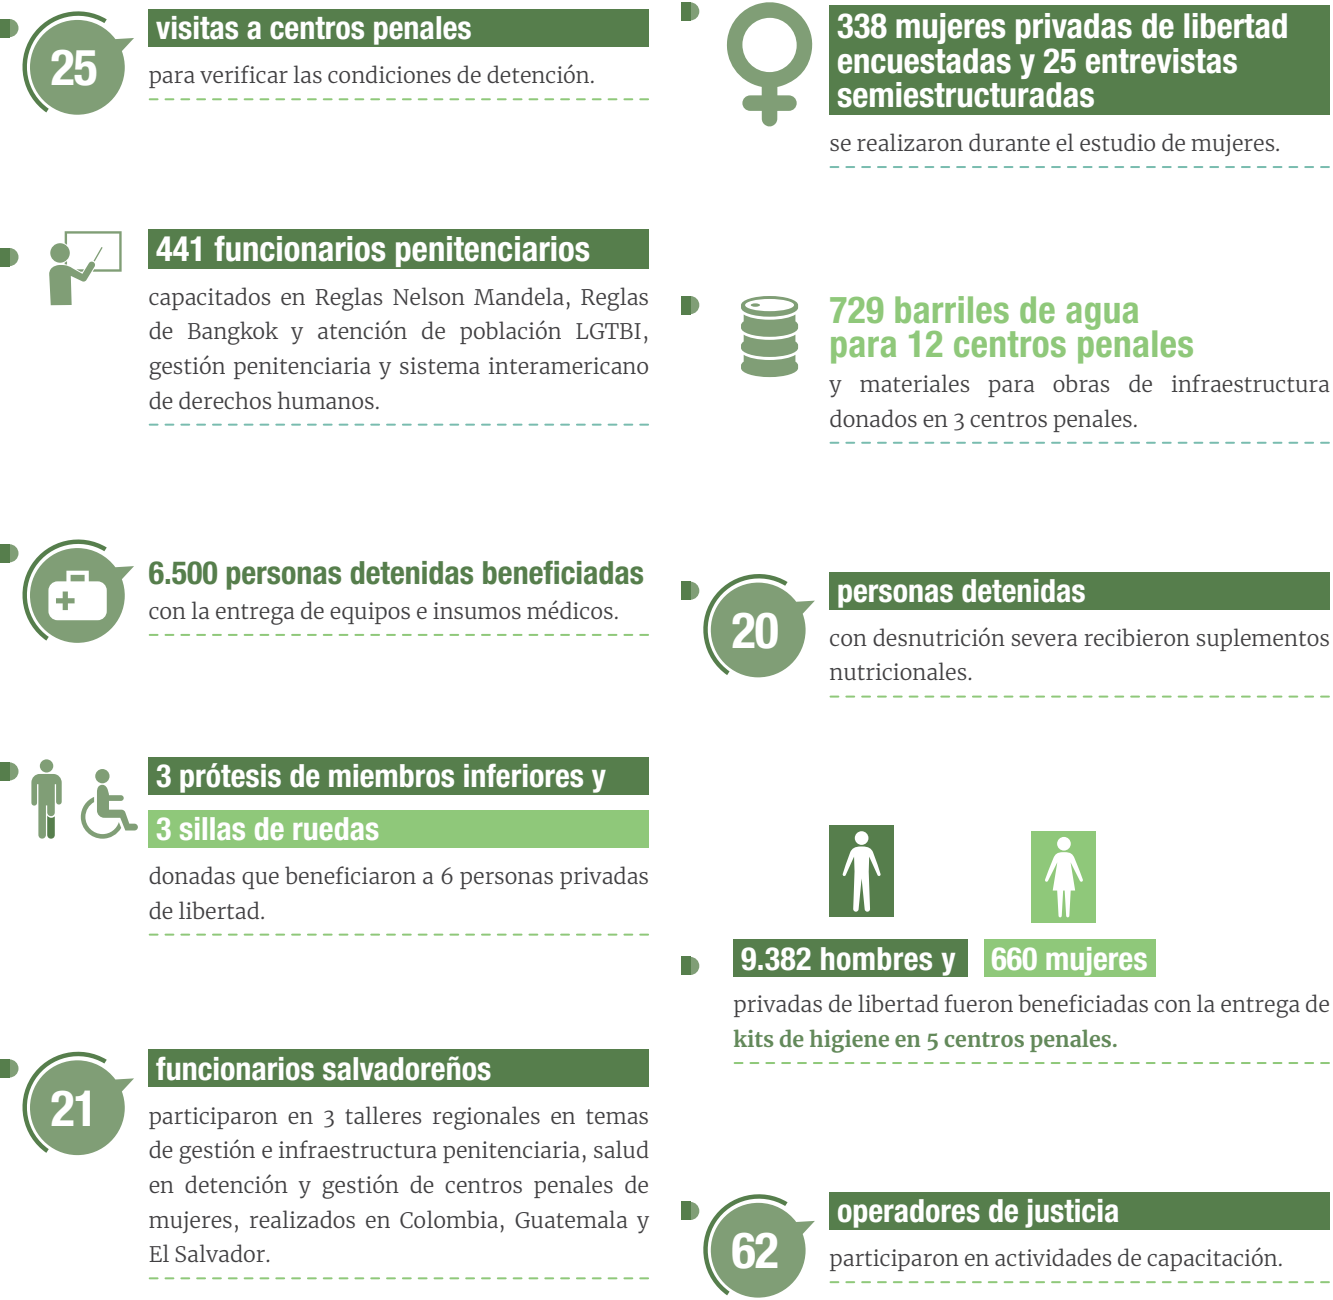 25
visitas a centros penales
para verificar las condiciones de detención.
441 funcionarios penitenciarios
capacitados en Reglas Nelson Mandela, Reglas
de Bangkok y atención de población LGTBI,
gestión penitenciaria y sistema interamericano
de derechos humanos.
6.500 personas detenidas beneficiadas
con la entrega de equipos e insumos médicos.
3 prótesis de miembros inferiores y
3 sillas de ruedas
donadas que beneficiaron a 6 personas privadas
de libertad.
21
funcionarios salvadoreños
participaron en 3 talleres regionales en temas
de gestión e infraestructura penitenciaria, salud
en detención y gestión de centros penales de
mujeres, realizados en Colombia, Guatemala y
El Salvador.
338 mujeres privadas de libertad
encuestadas y 25 entrevistas
semiestructuradas
se realizaron durante el estudio de mujeres.
729 barriles de agua
para 12 centros penales
y materiales para obras de infraestructura
donados en 3 centros penales.
20
personas detenidas
con desnutrición severa recibieron suplementos
nutricionales.
9.382 hombres y 660 mujeres
privadas de libertad fueron beneficiadas con la entrega de
kits de higiene en 5 centros penales.
62
operadores de justicia
participaron en actividades de capacitación.